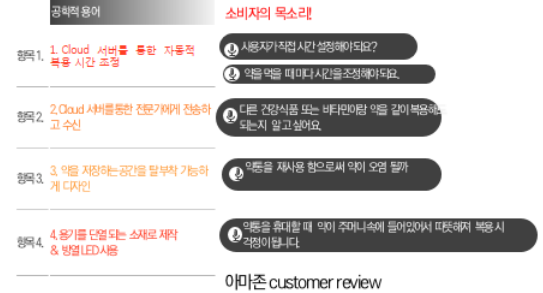 공학적 용어
소비자의 목소리!
항목 1.
1. Cloud 서버를 통한 자동적
복용 시간 조정
사용자가 직접 시간 설정해야 되요?
약을 먹을 때마다 시간을 조정해야 되요.
항목 2.
2,Cloud 서버를통한 전문가에게 전송하
고 수신
다른 건강식품 또는 비타민이랑 약을 같이 복용해도
되는지 알고 싶어요.
항목 3.
3, 약을 저장하는공간을 탈부착 가능하
게 디자인
약통을 재사용 함으로써 약이 오염 될까
항목 4.
4,용기를 단열 되는 소재로 제작
& 방열 LED사용
약통을 휴대할 때 약이 주머니속에 들어있어서 따뜻해져 복용 시
걱정이 됩니다.
아마존 customer review